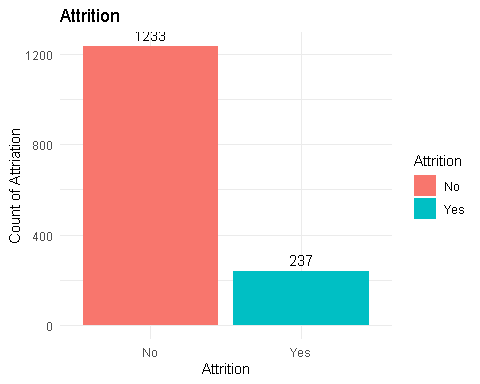 Attrition
1233
1200
800
400
0
237
Count of Attriation
No
Yes
Attrition
Attrition
No
Yes